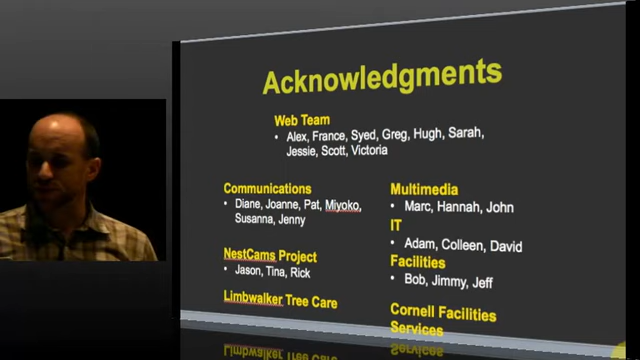 Acknowledgments
Web Team
• Alex, France, Syed, Greg, Hugh, Sarah,
Jessie, Scott, Victoria
Communications
• Diane, Joanne, Pat, Miyoko,
Susanna, Jenny
NestCams Project
• Jason, Tina, Rick
Limbwalker Tree Care
Multimedia
• Marc, Hannah, John
IT
• Adam, Colleen, David
Facilities
• Bob, Jimmy, Jeff
Cornell Facilities
Services